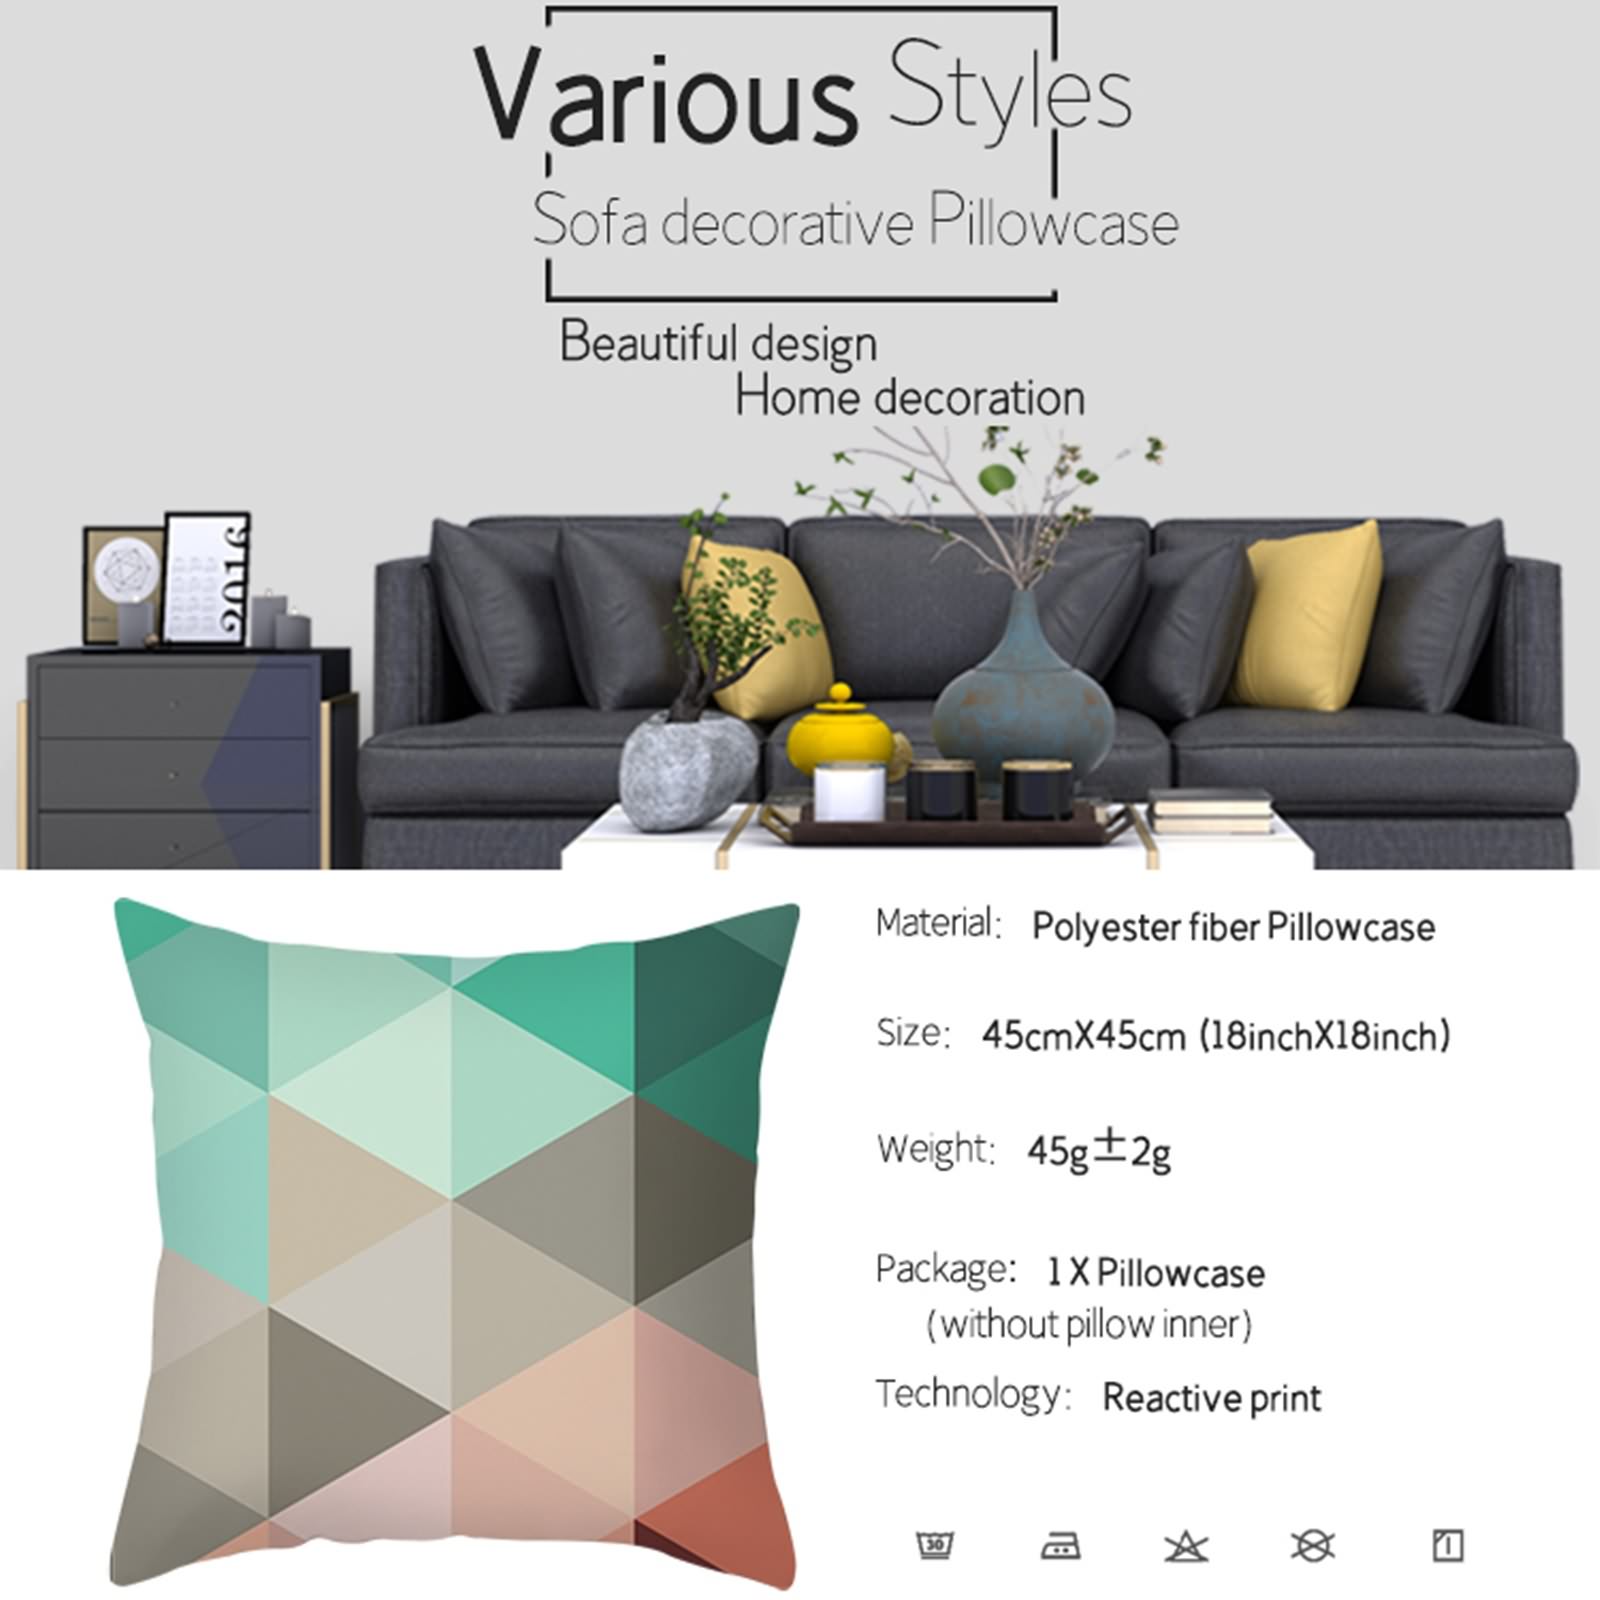 Various Styles
Sofa decorative Pillowcase
Beautiful design
Home decoration
2016
Material: Polyester fiber Pillowcase
Size: 45cmX45cm (18inchX18inch)
Weight: 45g±2g
Package: 1 X Pillowcase
(without pillow inner)
Technology: Reactive print
30